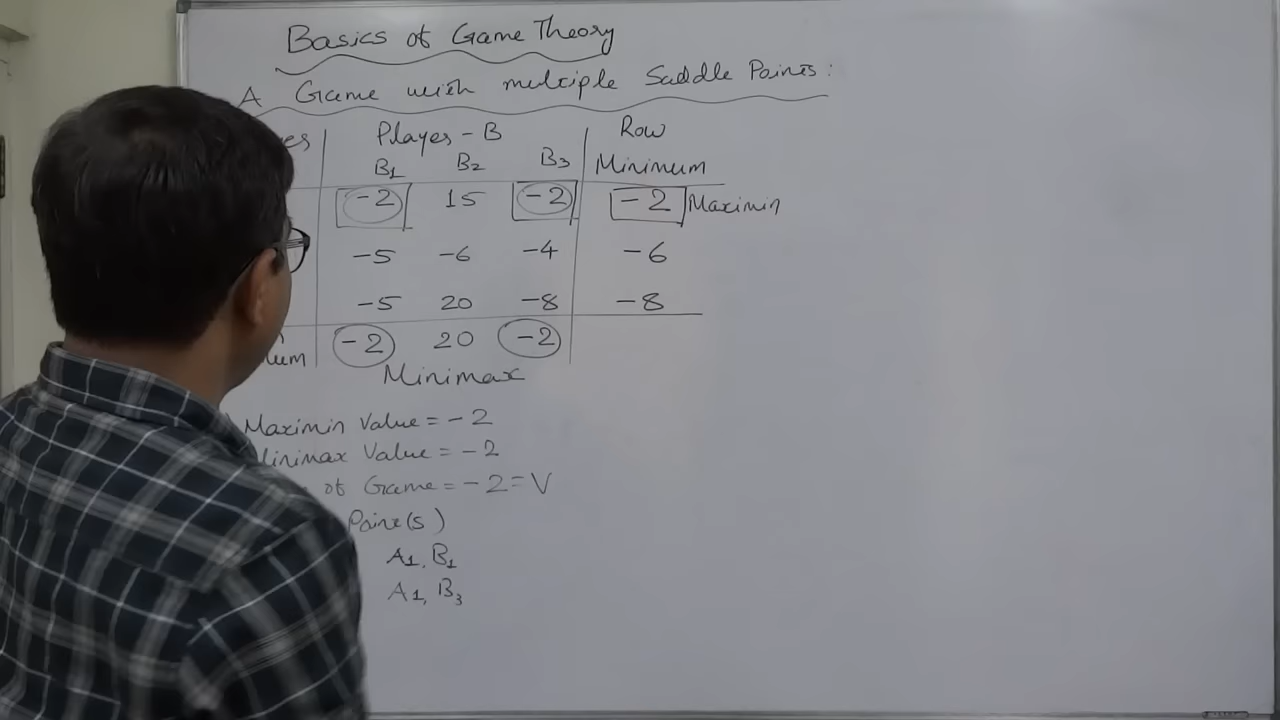 Basics of Game Theory
A Game with multiple Saddle Points:
Player - B Row
B1 B2 B3 Minimum
-2 15 -2 -2 Maximin
-5 -6 -4 -6
-5 20 -8 -8
-2 20 -2
Minimax
Maximin Value = -2
Minimax Value = -2
of Game = -2 = V
Point(s)
A1, B1
A1, B3